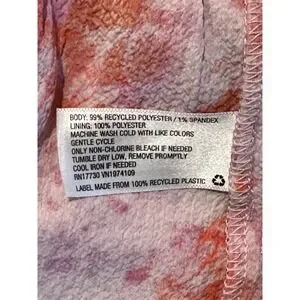 BODY: 99% RECYCLED POLYESTER / 1% SPANDEX
LINING: 100% POLYESTER
MACHINE WASH COLD WITH LIKE COLORS
GENTLE CYCLE
ONLY NON-CHLORINE BLEACH IF NEEDED
TUMBLE DRY LOW, REMOVE PROMPTLY
COOL IRON IF NEEDED
RN17730 VN1974109
LABEL MADE FROM 100% RECYCLED PLASTIC